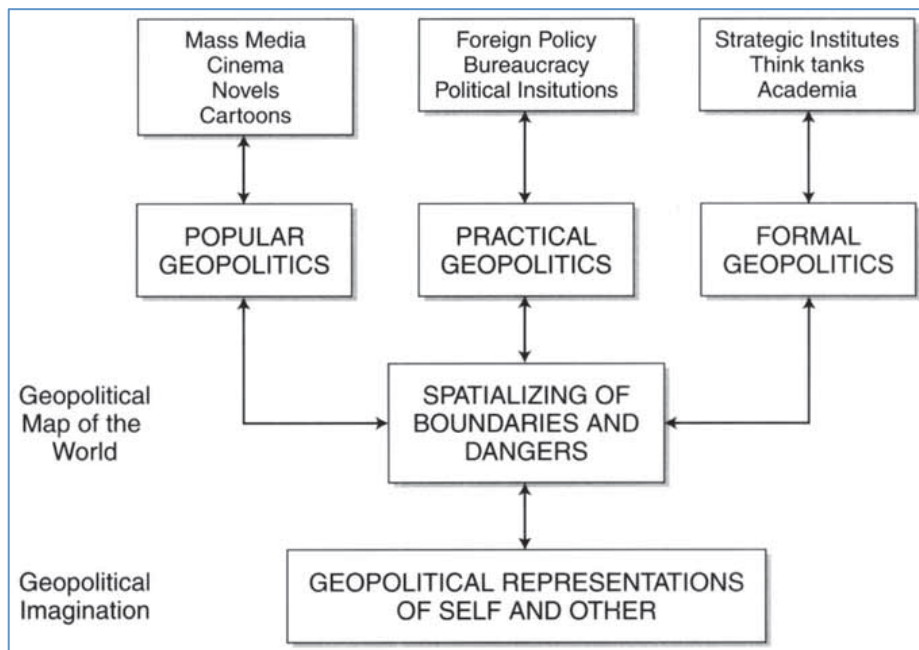 Mass Media
Cinema
Novels
Cartoons
Foreign Policy
Bureaucracy
Political Insitutions
Strategic Institutes
Think tanks
Academia
POPULAR
GEOPOLITICS
PRACTICAL
GEOPOLITICS
FORMAL
GEOPOLITICS
Geopolitical
Map of the
World
SPATIALIZING OF
BOUNDARIES AND
DANGERS
Geopolitical
Imagination
GEOPOLITICAL REPRESENTATIONS
OF SELF AND OTHER